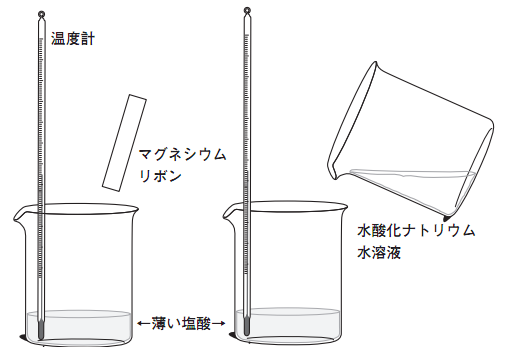 温度計
マグネシウム
リボン
水酸化ナトリウム
水溶液
←薄い塩酸→